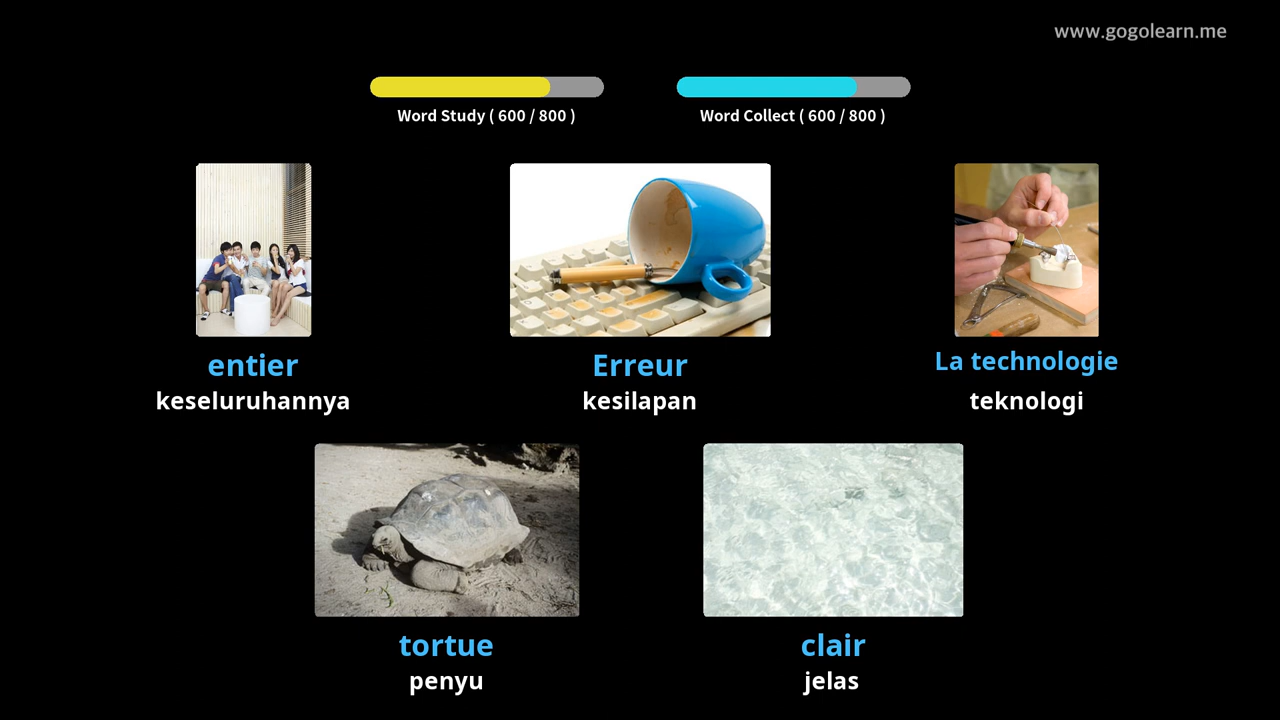 www.gogolearn.me
Word Study ( 600 / 800 )
Word Collect ( 600 / 800 )
entier
keseluruhannya
Erreur
kesilapan
La technologie
teknologi
tortue
penyu
clair
jelas